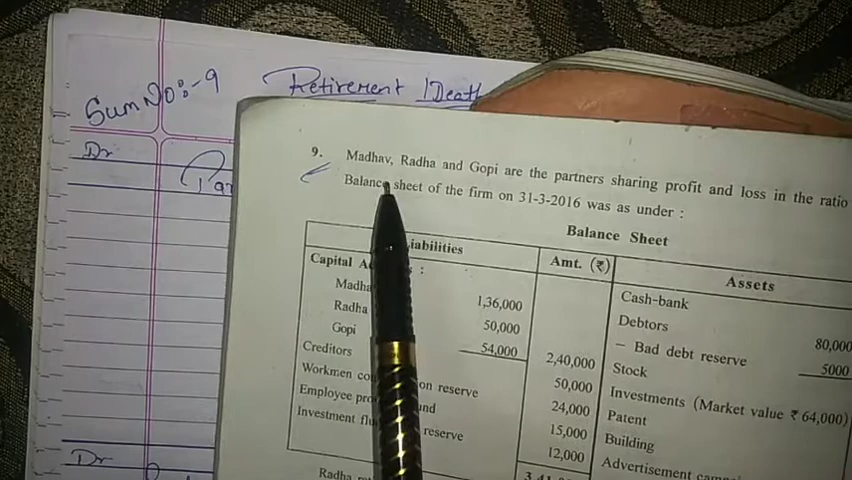 Sum No:-9
Retirement / Death
Dr
9. Madhav, Radha and Gopi are the partners sharing profit and loss in the ratio
Balance sheet of the firm on 31-3-2016 was as under :
Balance Sheet
Liabilities Amt. (₹) Assets
Capital
Madha 1,36,000
Radha 50,000
Gopi 54,000 2,40,000
Creditors 50,000
Workmen on reserve 24,000
Employee 15,000
Investment reserve 12,000
Cash-bank
Debtors 80,000
– Bad debt reserve 5000
Stock
Investments (Market value ₹ 64,000)
Patent
Building
Advertisement
Radha
Dr